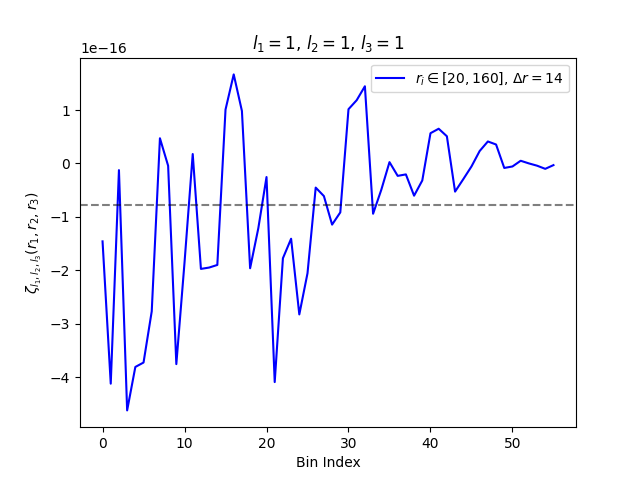 l₁ = 1, l₂ = 1, l₃ = 1
1e−16
rᵢ ∈ [20, 160], Δr = 14
1
0
−1
−2
−3
−4
ζ_{l₁,l₂,l₃}(r₁, r₂, r₃)
0 10 20 30 40 50
Bin Index